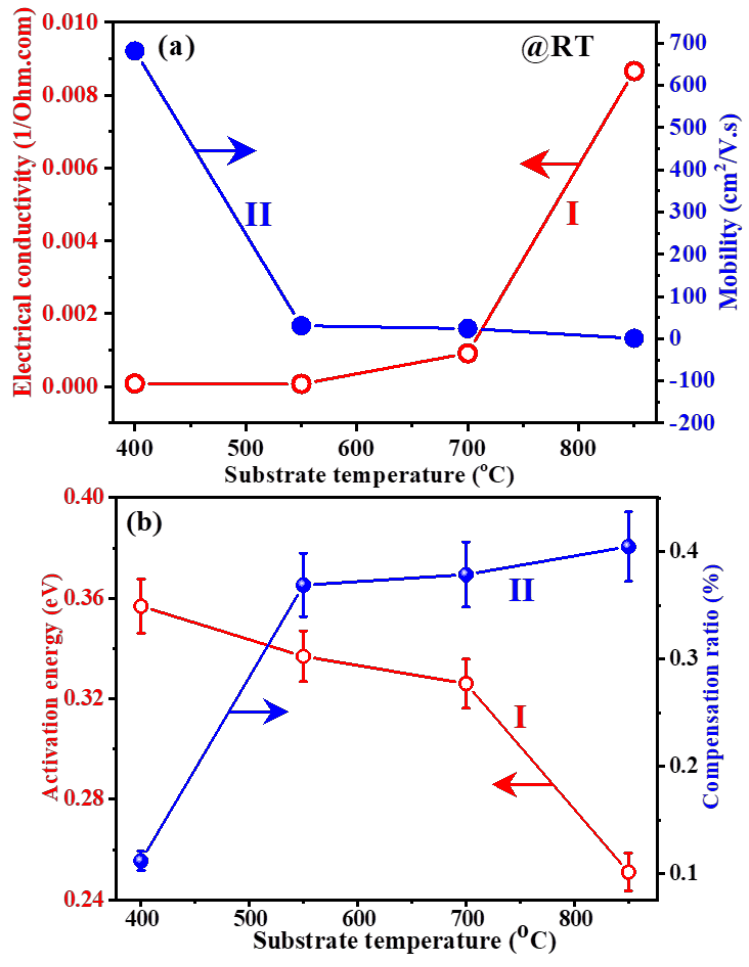 (a)
@RT
Electrical conductivity (1/Ohm.com)
0.010
0.008
0.006
0.004
0.002
0.000
II
I
Mobility (cm²/V.s)
700
600
500
400
300
200
100
0
-100
-200
400 500 600 700 800
Substrate temperature (°C)
(b)
Activation energy (eV)
0.40
0.36
0.32
0.28
0.24
II
I
Compensation ratio (%)
0.4
0.3
0.2
0.1
400 500 600 700 800
Substrate temperature (°C)